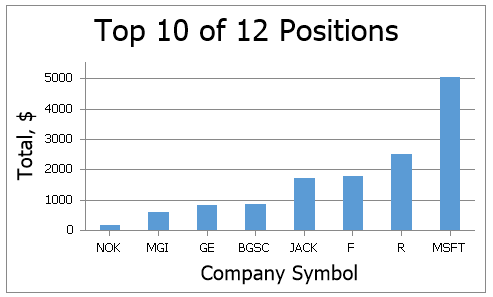 Top 10 of 12 Positions
Total, $
5000
4000
3000
2000
1000
0
NOK MGI GE BGSC JACK F R MSFT
Company Symbol